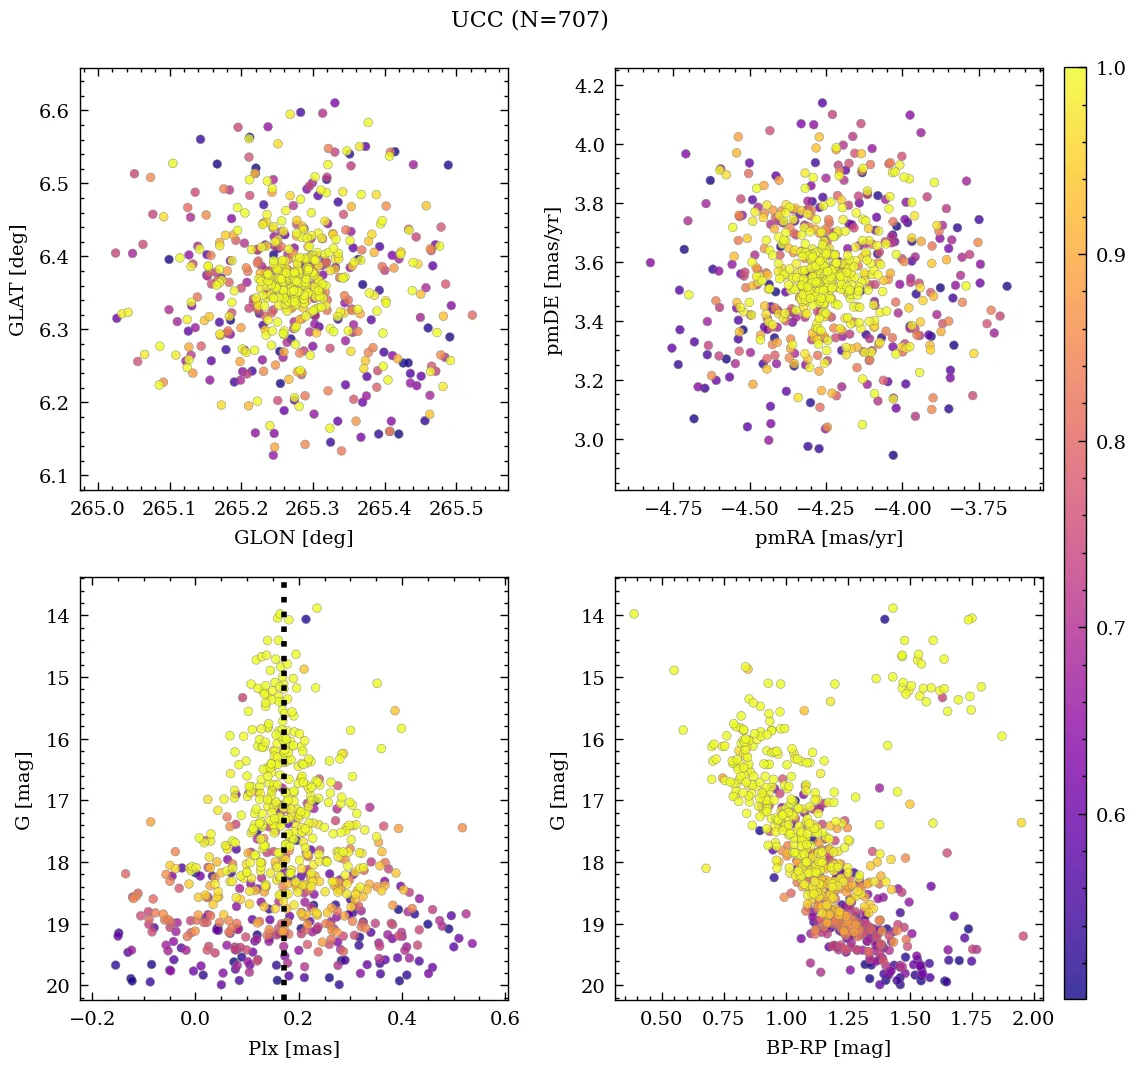 UCC (N=707)
6.6
6.5
6.4
6.3
6.2
6.1
GLAT [deg]
265.0 265.1 265.2 265.3 265.4 265.5
GLON [deg]
4.2
4.0
3.8
3.6
3.4
3.2
3.0
pmDE [mas/yr]
−4.75 −4.50 −4.25 −4.00 −3.75
pmRA [mas/yr]
14
15
16
17
18
19
20
G [mag]
−0.2 0.0 0.2 0.4 0.6
Plx [mas]
14
15
16
17
18
19
20
G [mag]
0.50 0.75 1.00 1.25 1.50 1.75 2.00
BP-RP [mag]
1.0
0.9
0.8
0.7
0.6